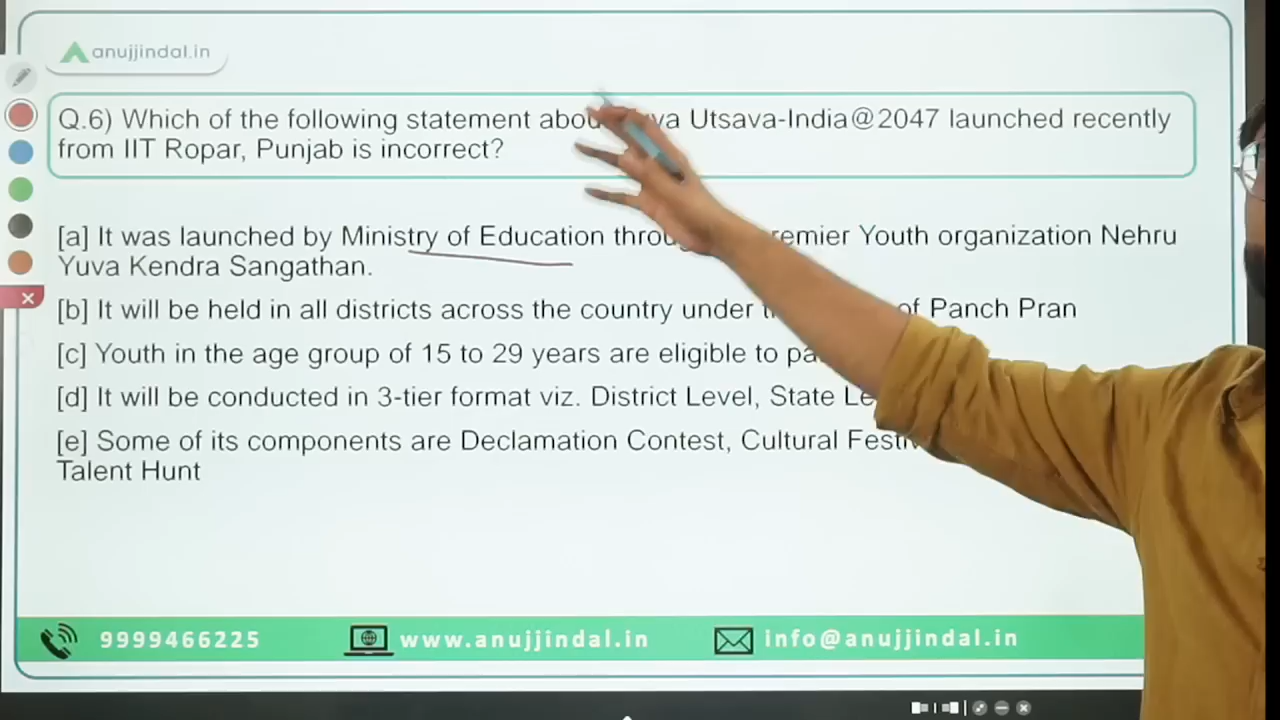 anujjindal.in
Q.6) Which of the following statement about Utsava-India@2047 launched recently
from IIT Ropar, Punjab is incorrect?
[a] It was launched by Ministry of Education Youth organization Nehru
Yuva Kendra Sangathan.
[b] It will be held in all districts across the country under of Panch Pran
[c] Youth in the age group of 15 to 29 years are eligible to
[d] It will be conducted in 3-tier format viz. District Level, State
[e] Some of its components are Declamation Contest, Cultural
Talent Hunt
9999466225 www.anujjindal.in info@anujjindal.in